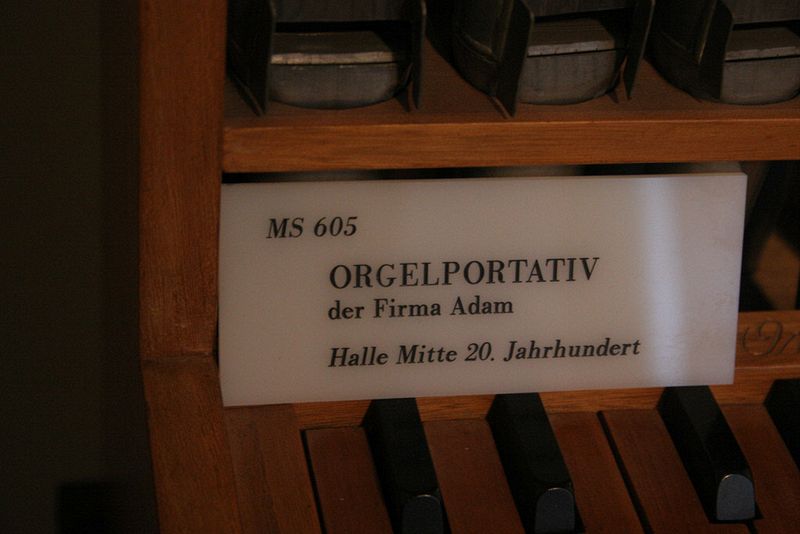 MS 605
ORGELPORTATIV
der Firma Adam
Halle Mitte 20. Jahrhundert